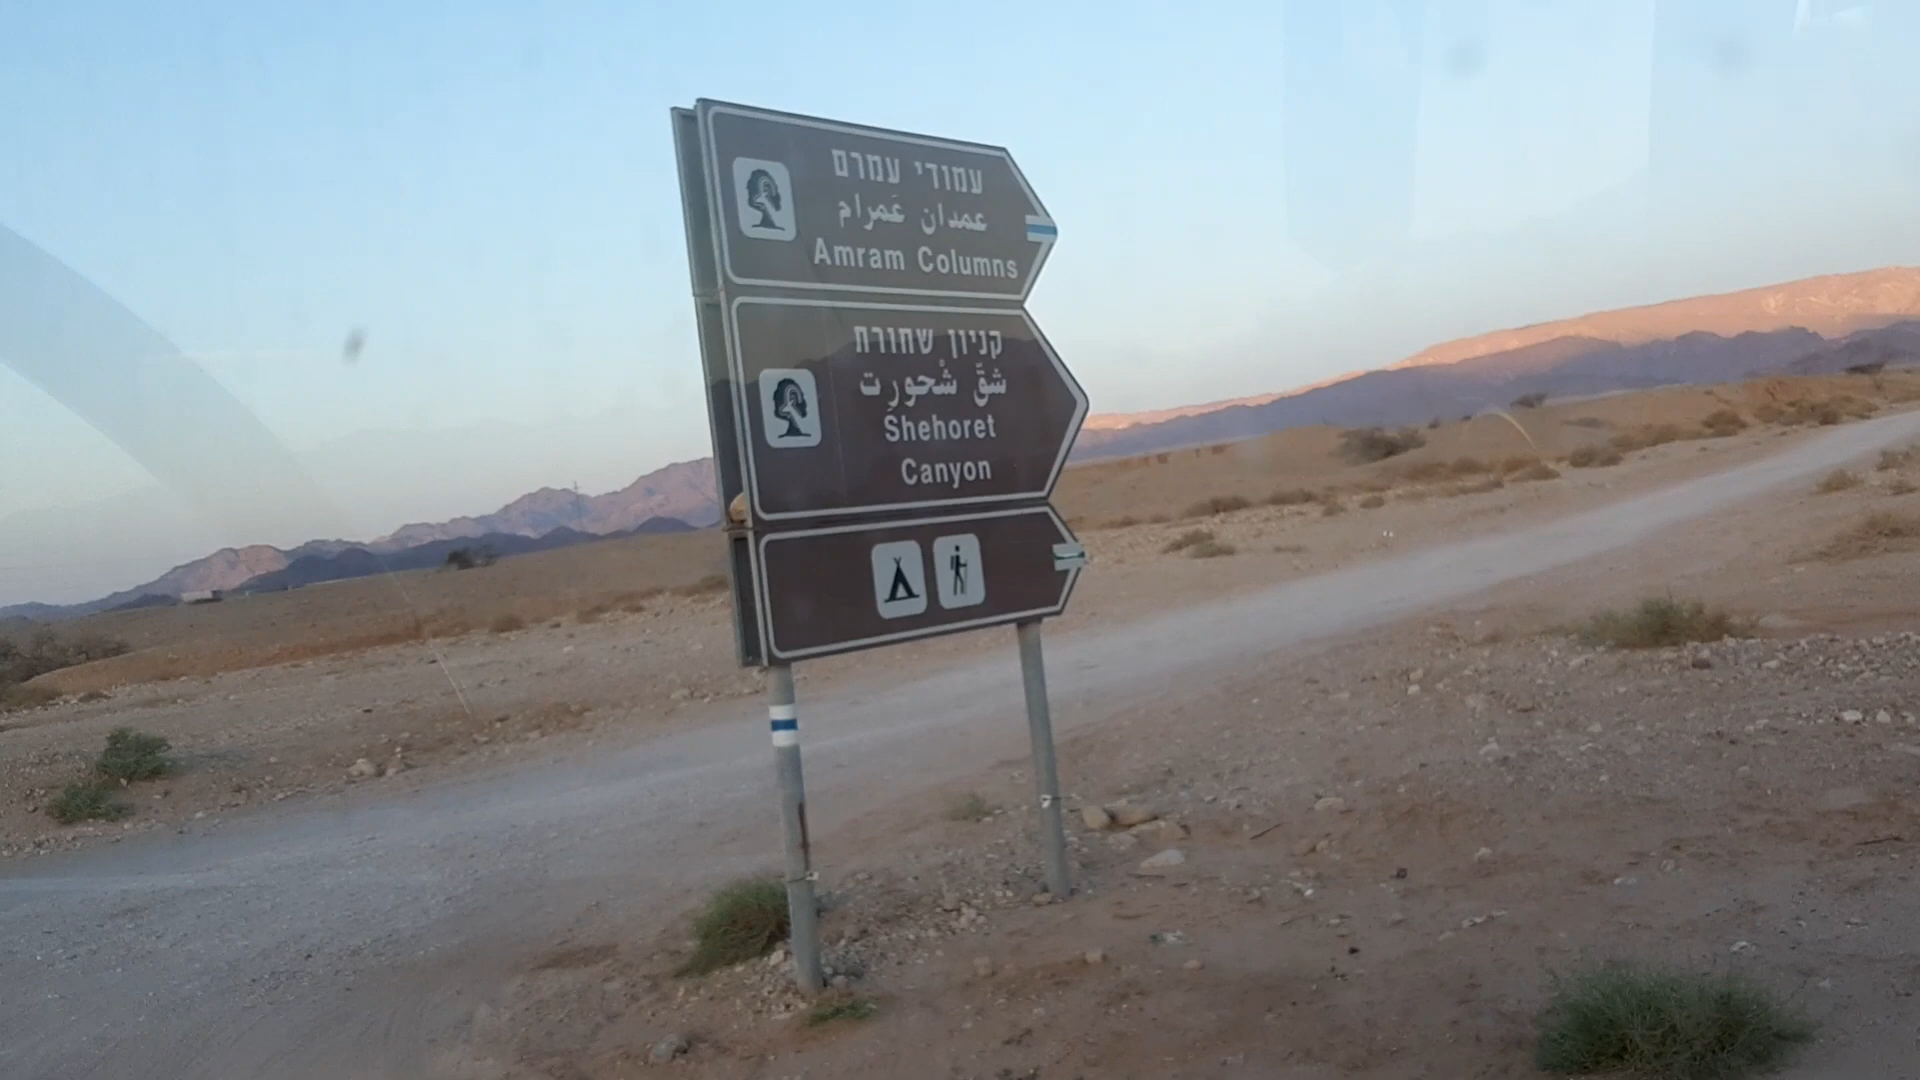 עמודי עמרם
عمدان عَمرام
Amram Columns
קניון שחורת
شقّ شْحورِت
Shehoret
Canyon